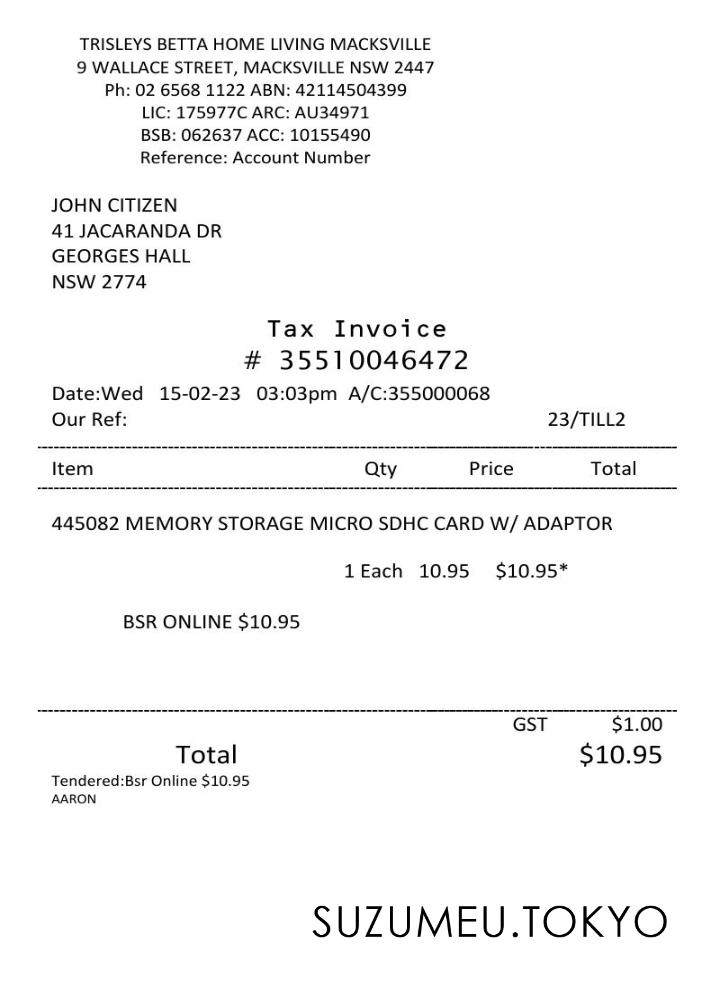 TRISLEYS BETTA HOME LIVING MACKSVILLE
9 WALLACE STREET, MACKSVILLE NSW 2447
Ph: 02 6568 1122 ABN: 42114504399
LIC: 175977C ARC: AU34971
BSB: 062637 ACC: 10155490
Reference: Account Number
JOHN CITIZEN
41 JACARANDA DR
GEORGES HALL
NSW 2774
Tax Invoice
# 35510046472
Date:Wed 15-02-23 03:03pm A/C:355000068
Our Ref: 23/TILL2
Item Qty Price Total
445082 MEMORY STORAGE MICRO SDHC CARD W/ ADAPTOR
1 Each 10.95 $10.95*
BSR ONLINE $10.95
GST $1.00
Total $10.95
Tendered:Bsr Online $10.95
AARON
SUZUMEU.TOKYO